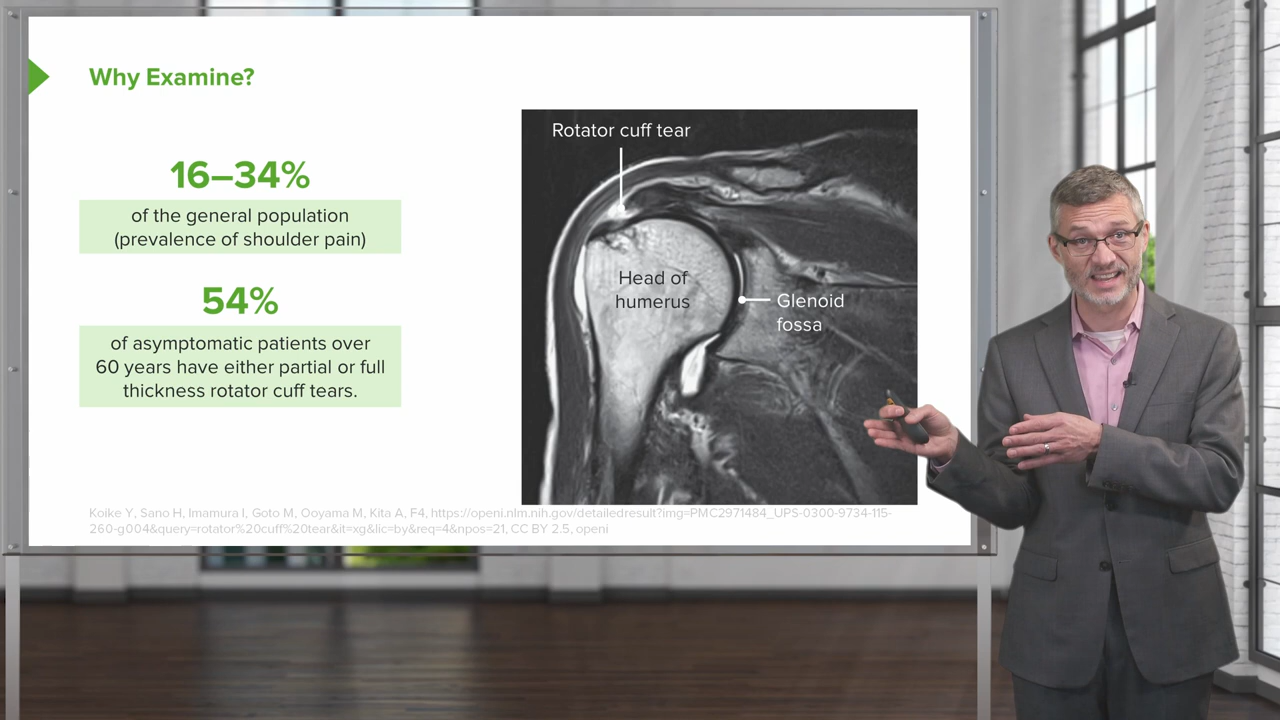 Why Examine?
16–34%
of the general population
(prevalence of shoulder pain)
54%
of asymptomatic patients over
60 years have either partial or full
thickness rotator cuff tears.
Rotator cuff tear
Head of
humerus
Glenoid
fossa
Koike Y, Sano H, Imamura I, Goto M, Ooyama M, Kita A, F4, https://openi.nlm.nih.gov/detailedresult?img=PMC2971484_UPS-0300-9734-115-
260-g004&query=rotator%20cuff%20tear&it=xg&lic=by&req=4&npos=21, CC BY 2.5, openi